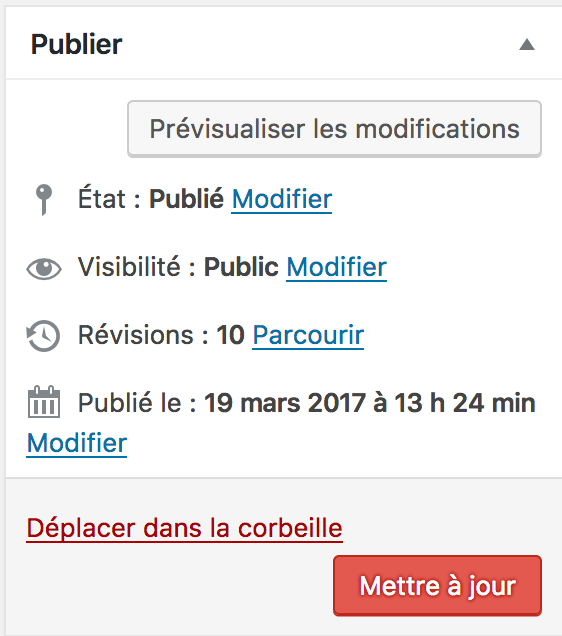 Publier
Prévisualiser les modifications
État : Publié Modifier
Visibilité : Public Modifier
Révisions : 10 Parcourir
Publié le : 19 mars 2017 à 13 h 24 min
Modifier
Déplacer dans la corbeille
Mettre à jour